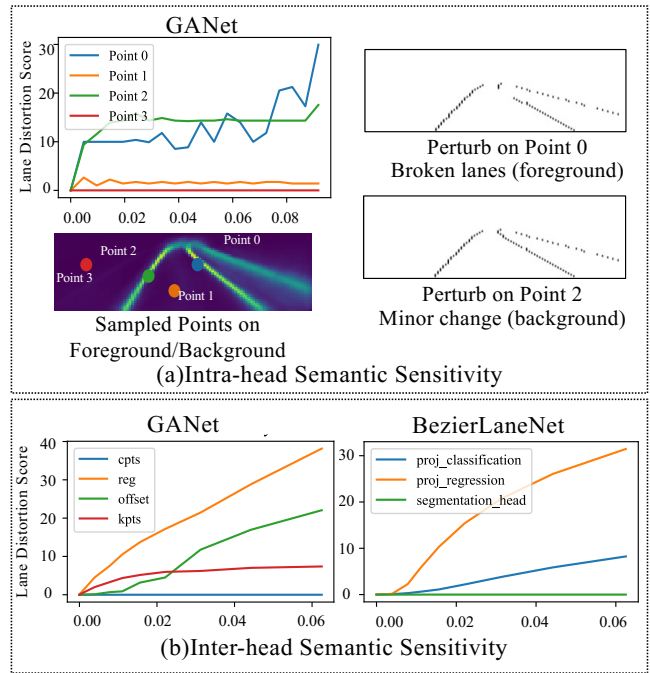 GANet
Lane Distortion Score
30
20
10
0
Point 0
Point 1
Point 2
Point 3
0.00
0.02
0.04
0.06
0.08
Point 2
Point 0
Point 3
Point 1
Sampled Points on
Foreground/Background
Perturb on Point 0
Broken lanes (foreground)
Perturb on Point 2
Minor change (background)
(a)Intra-head Semantic Sensitivity
GANet
Lane Distortion Score
40
30
20
10
0
cpts
reg
offset
kpts
0.00
0.02
0.04
0.06
BezierLaneNet
30
20
10
0
proj_classification
proj_regression
segmentation_head
0.00
0.02
0.04
0.06
(b)Inter-head Semantic Sensitivity